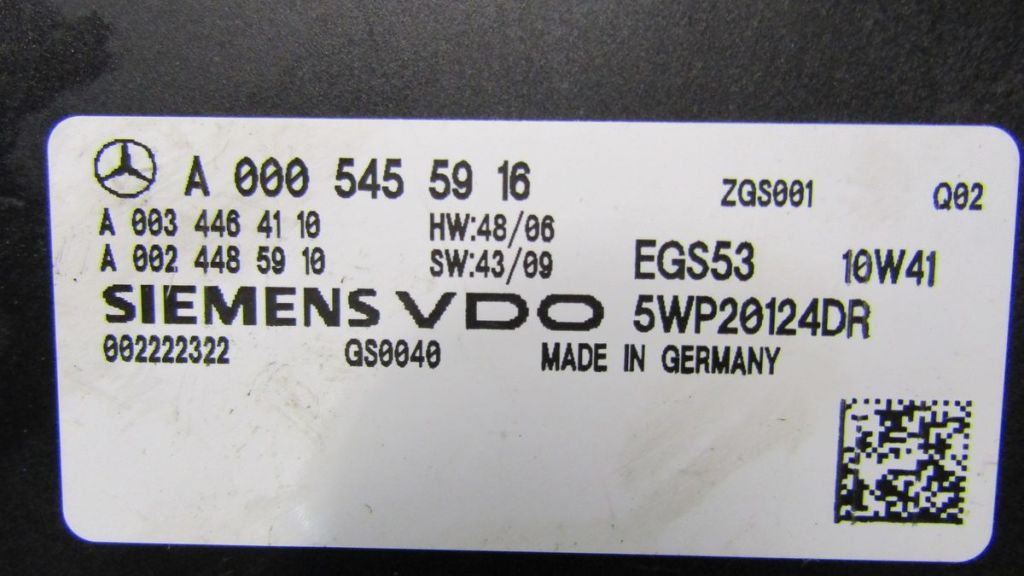 A 000 545 59 16 ZGS001 Q02
A 003 446 41 10 HW:48/06
A 002 448 59 10 SW:43/09 EGS53 10W41
SIEMENS VDO 5WP20124DR
002222322 GS0040 MADE IN GERMANY